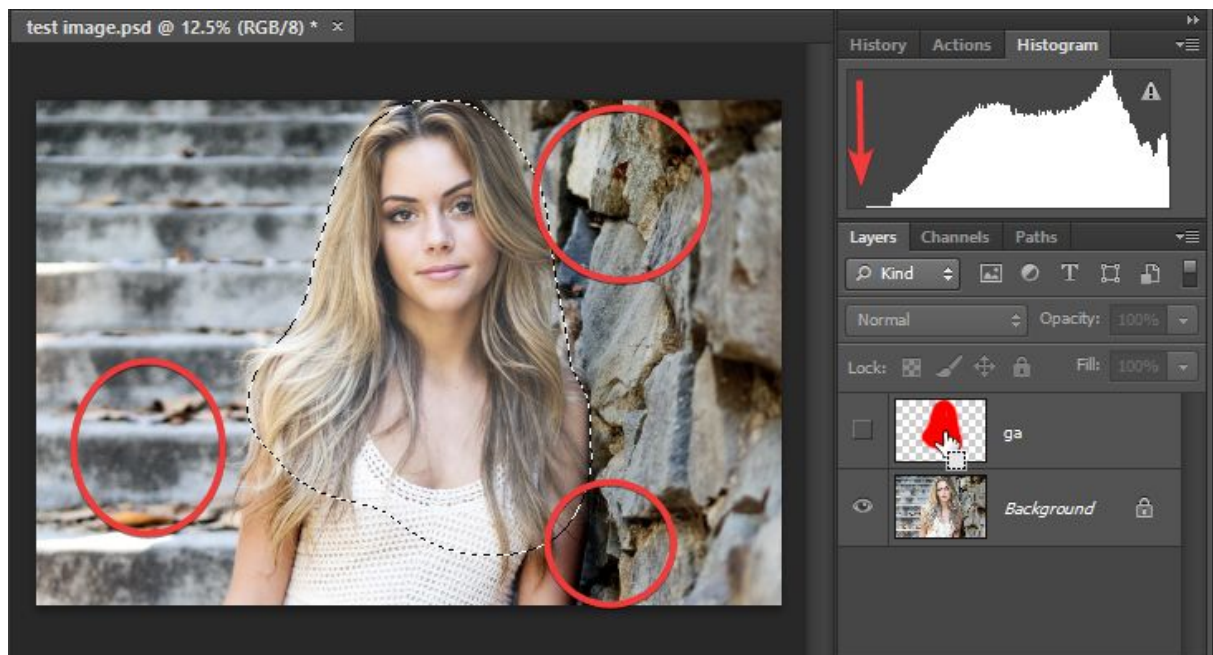 test image.psd @ 12.5% (RGB/8) * ×
History Actions Histogram
Layers Channels Paths
Kind T
Normal Opacity: 100%
Lock: Fill: 100%
ga
Background